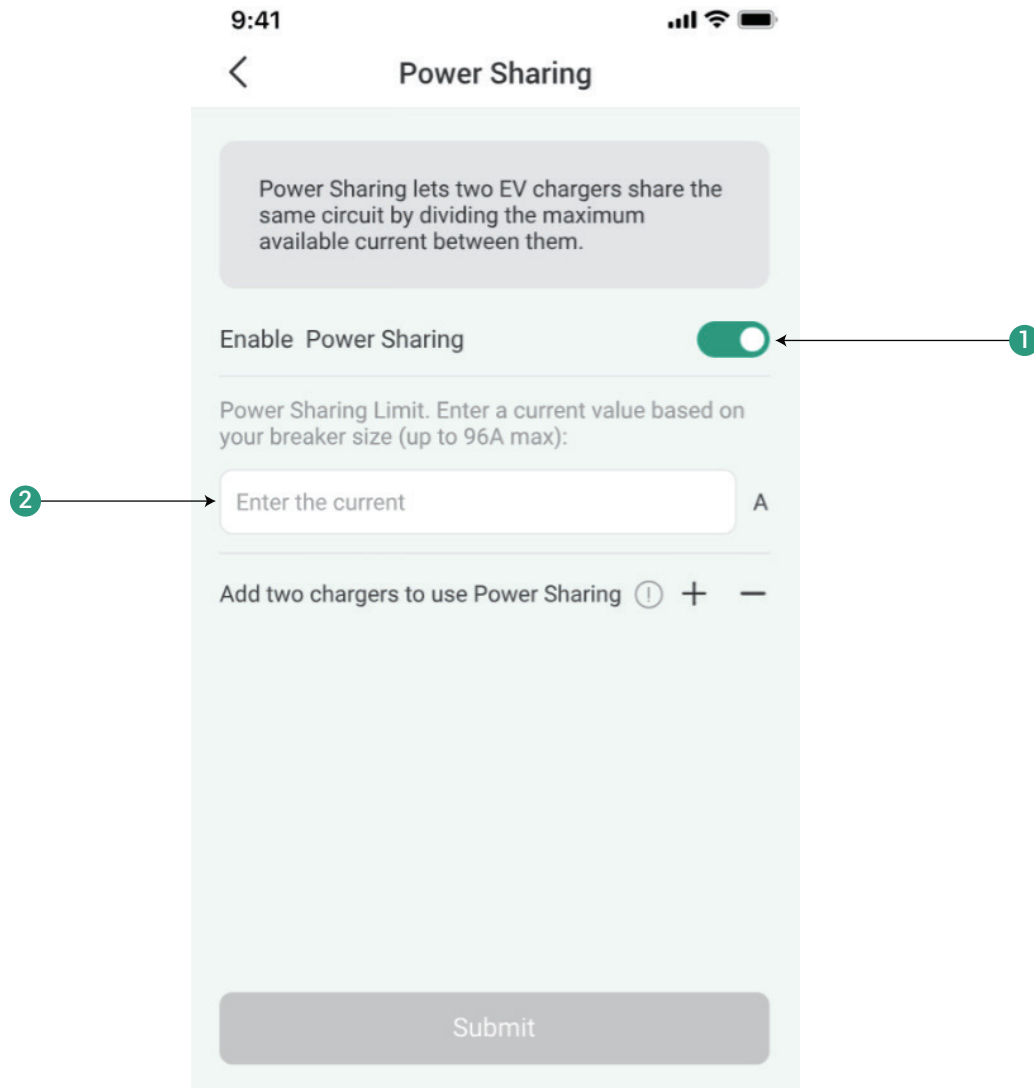 9:41
Power Sharing
Power Sharing lets two EV chargers share the
same circuit by dividing the maximum
available current between them.
Enable  Power Sharing
1
Power Sharing Limit. Enter a current value based on
your breaker size (up to 96A max):
2
Enter the current A
Add two chargers to use Power Sharing
Submit